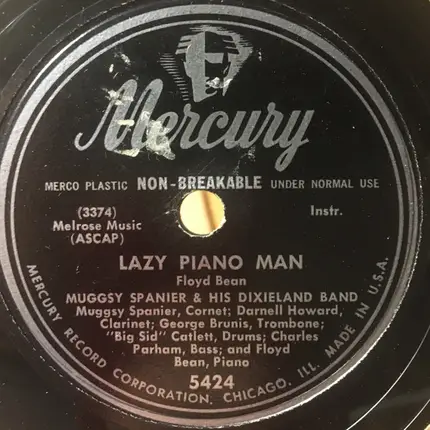 Mercury
MERCO PLASTIC NON-BREAKABLE UNDER NORMAL USE
(3374)
Melrose Music
(ASCAP)
Instr.
LAZY PIANO MAN
Floyd Bean
MUGGSY SPANIER & HIS DIXIELAND BAND
Muggsy Spanier, Cornet; Darnell Howard,
Clarinet; George Brunis, Trombone;
"Big Sid" Catlett, Drums; Charles
Parham, Bass; and Floyd
Bean, Piano
5424
MERCURY RECORD CORPORATION, CHICAGO, ILL. MADE IN U.S.A.